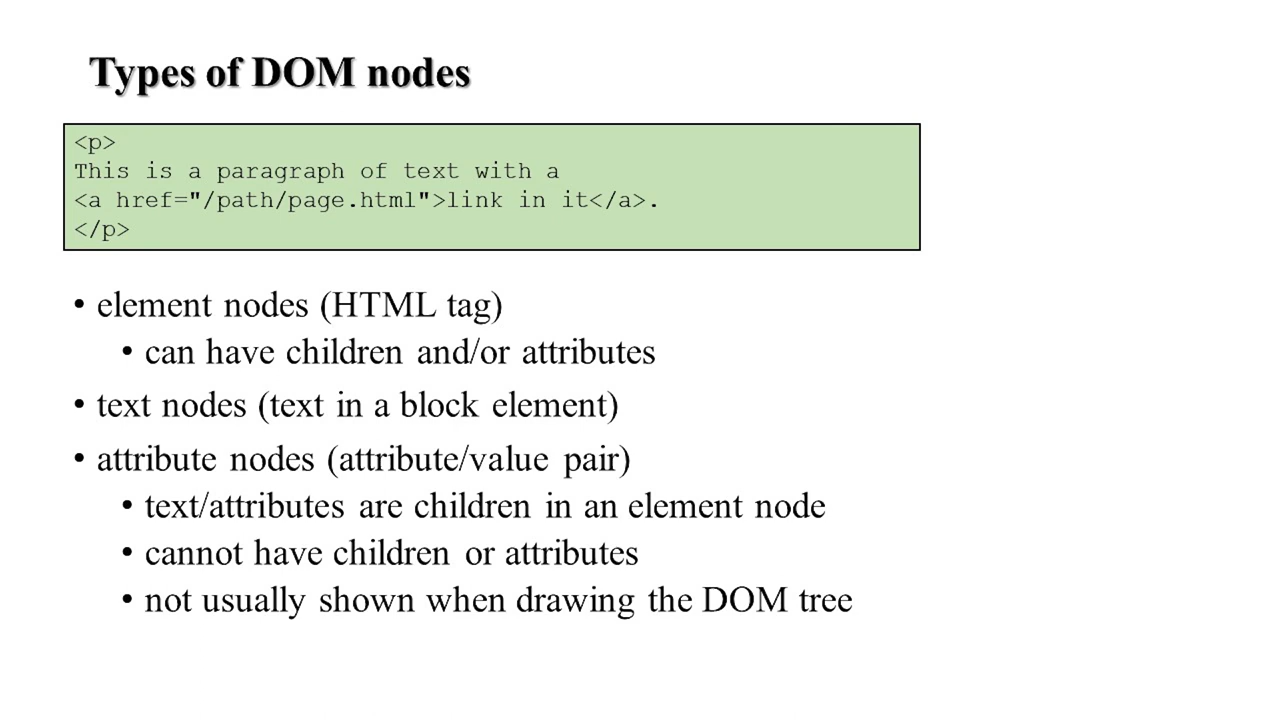 Types of DOM nodes
<p>
This is a paragraph of text with a
<a href="/path/page.html">link in it</a>.
</p>
• element nodes (HTML tag)
• can have children and/or attributes
• text nodes (text in a block element)
• attribute nodes (attribute/value pair)
• text/attributes are children in an element node
• cannot have children or attributes
• not usually shown when drawing the DOM tree